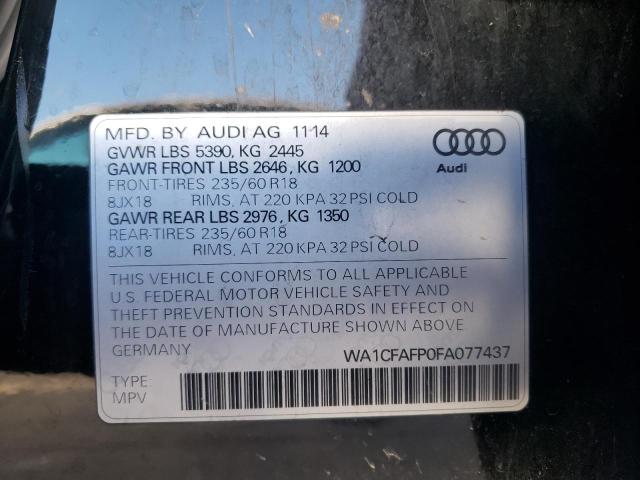 MFD. BY AUDI AG 11-14
GVWR LBS 5390, KG 2445
GAWR FRONT LBS 2646, KG 1200
FRONT-TIRES 235/60 R18
8JX18 RIMS, AT 220 KPA 32 PSI COLD
GAWR REAR LBS 2976, KG 1350
REAR-TIRES 235/60 R18
8JX18 RIMS, AT 220 KPA 32 PSI COLD
Audi
THIS VEHICLE CONFORMS TO ALL APPLICABLE
U.S. FEDERAL MOTOR VEHICLE SAFETY AND
THEFT PREVENTION STANDARDS IN EFFECT ON
THE DATE OF MANUFACTURE SHOWN ABOVE
GERMANY WA1CFAFP0FA077437
TYPE:
MPV